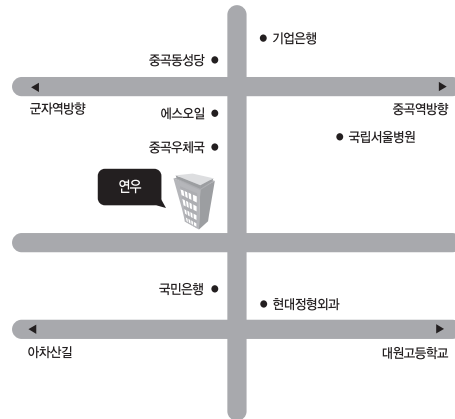 기업은행
중곡동성당
군자역방향
에스오일
중곡역방향
중곡우체국
국립서울병원
연우
국민은행
현대정형외과
아차산길
대원고등학교